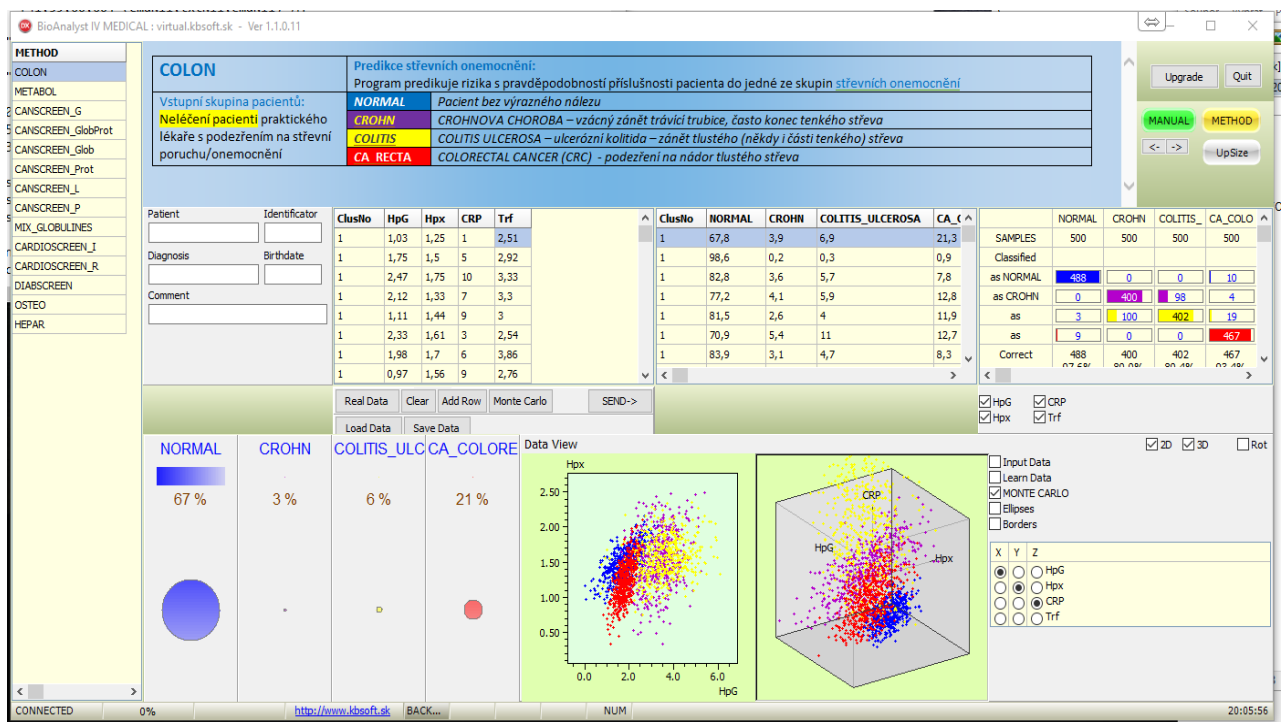 BioAnalyst IV MEDICAL : virtual.kbsoft.sk - Ver 1.1.0.11
METHOD
COLON
METABOL
CANSCREEN_G
CANSCREEN_GlobProt
CANSCREEN_Glob
CANSCREEN_Prot
CANSCREEN_L
CANSCREEN_P
MIX_GLOBULINES
CARDIOSCREEN_I
CARDIOSCREEN_R
DIABSCREEN
OSTEO
HEPAR
COLON
Vstupní skupina pacientů:
Neléčení pacienti praktického
lékaře s podezřením na střevní
poruchu/onemocnění
Predikce střevních onemocnění:
Program predikuje rizika s pravděpodobností příslušnosti pacienta do jedné ze skupin střevních onemocnění
NORMAL Pacient bez výrazného nálezu
CROHN CROHNOVA CHOROBA – vzácný zánět trávící trubice, často konec tenkého střeva
COLITIS COLITIS ULCEROSA – ulcerózní kolitida – zánět tlustého (někdy i části tenkého) střeva
CA RECTA COLORECTAL CANCER (CRC) - podezření na nádor tlustého střeva
Upgrade Quit
MANUAL METHOD
<- -> UpSize
Patient Identificator
Diagnosis Birthdate
Comment
ClusNo HpG Hpx CRP Trf
1 1,03 1,25 1 2,51
1 1,75 1,5 5 2,92
1 2,47 1,75 10 3,33
1 2,12 1,33 7 3,3
1 1,11 1,44 9 3
1 2,33 1,61 3 2,54
1 1,98 1,7 6 3,86
1 0,97 1,56 9 2,76
Real Data Clear Add Row Monte Carlo SEND->
Load Data Save Data
ClusNo NORMAL CROHN COLITIS_ULCEROSA
1 67,8 3,9 6,9 21,3
1 98,6 0,2 0,3 0,9
1 82,8 3,6 5,7 7,8
1 77,2 4,1 5,9 12,8
1 81,5 2,6 4 11,9
1 70,9 5,4 11 12,7
1 83,9 3,1 4,7 8,3
NORMAL CROHN COLITIS_ CA_COLO
SAMPLES 500 500 500 500
Classified
as NORMAL 488 0 0 10
as CROHN 0 400 98 4
as 3 100 402 19
as 9 0 0 467
Correct 488 400 402 467
HpG CRP
Hpx Trf
NORMAL CROHN COLITIS_ULC CA_COLORE
67 % 3 % 6 % 21 %
Data View
Hpx
2.50
2.00
1.50
1.00
0.50
0.0 2.0 4.0 6.0
HpG
CRP
HpG
Hpx
2D 3D Rot
Input Data
Learn Data
MONTE CARLO
Ellipses
Borders
X Y Z
HpG
Hpx
CRP
Trf
CONNECTED 0% http://www.kbsoft.sk BACK... NUM 20:05:56